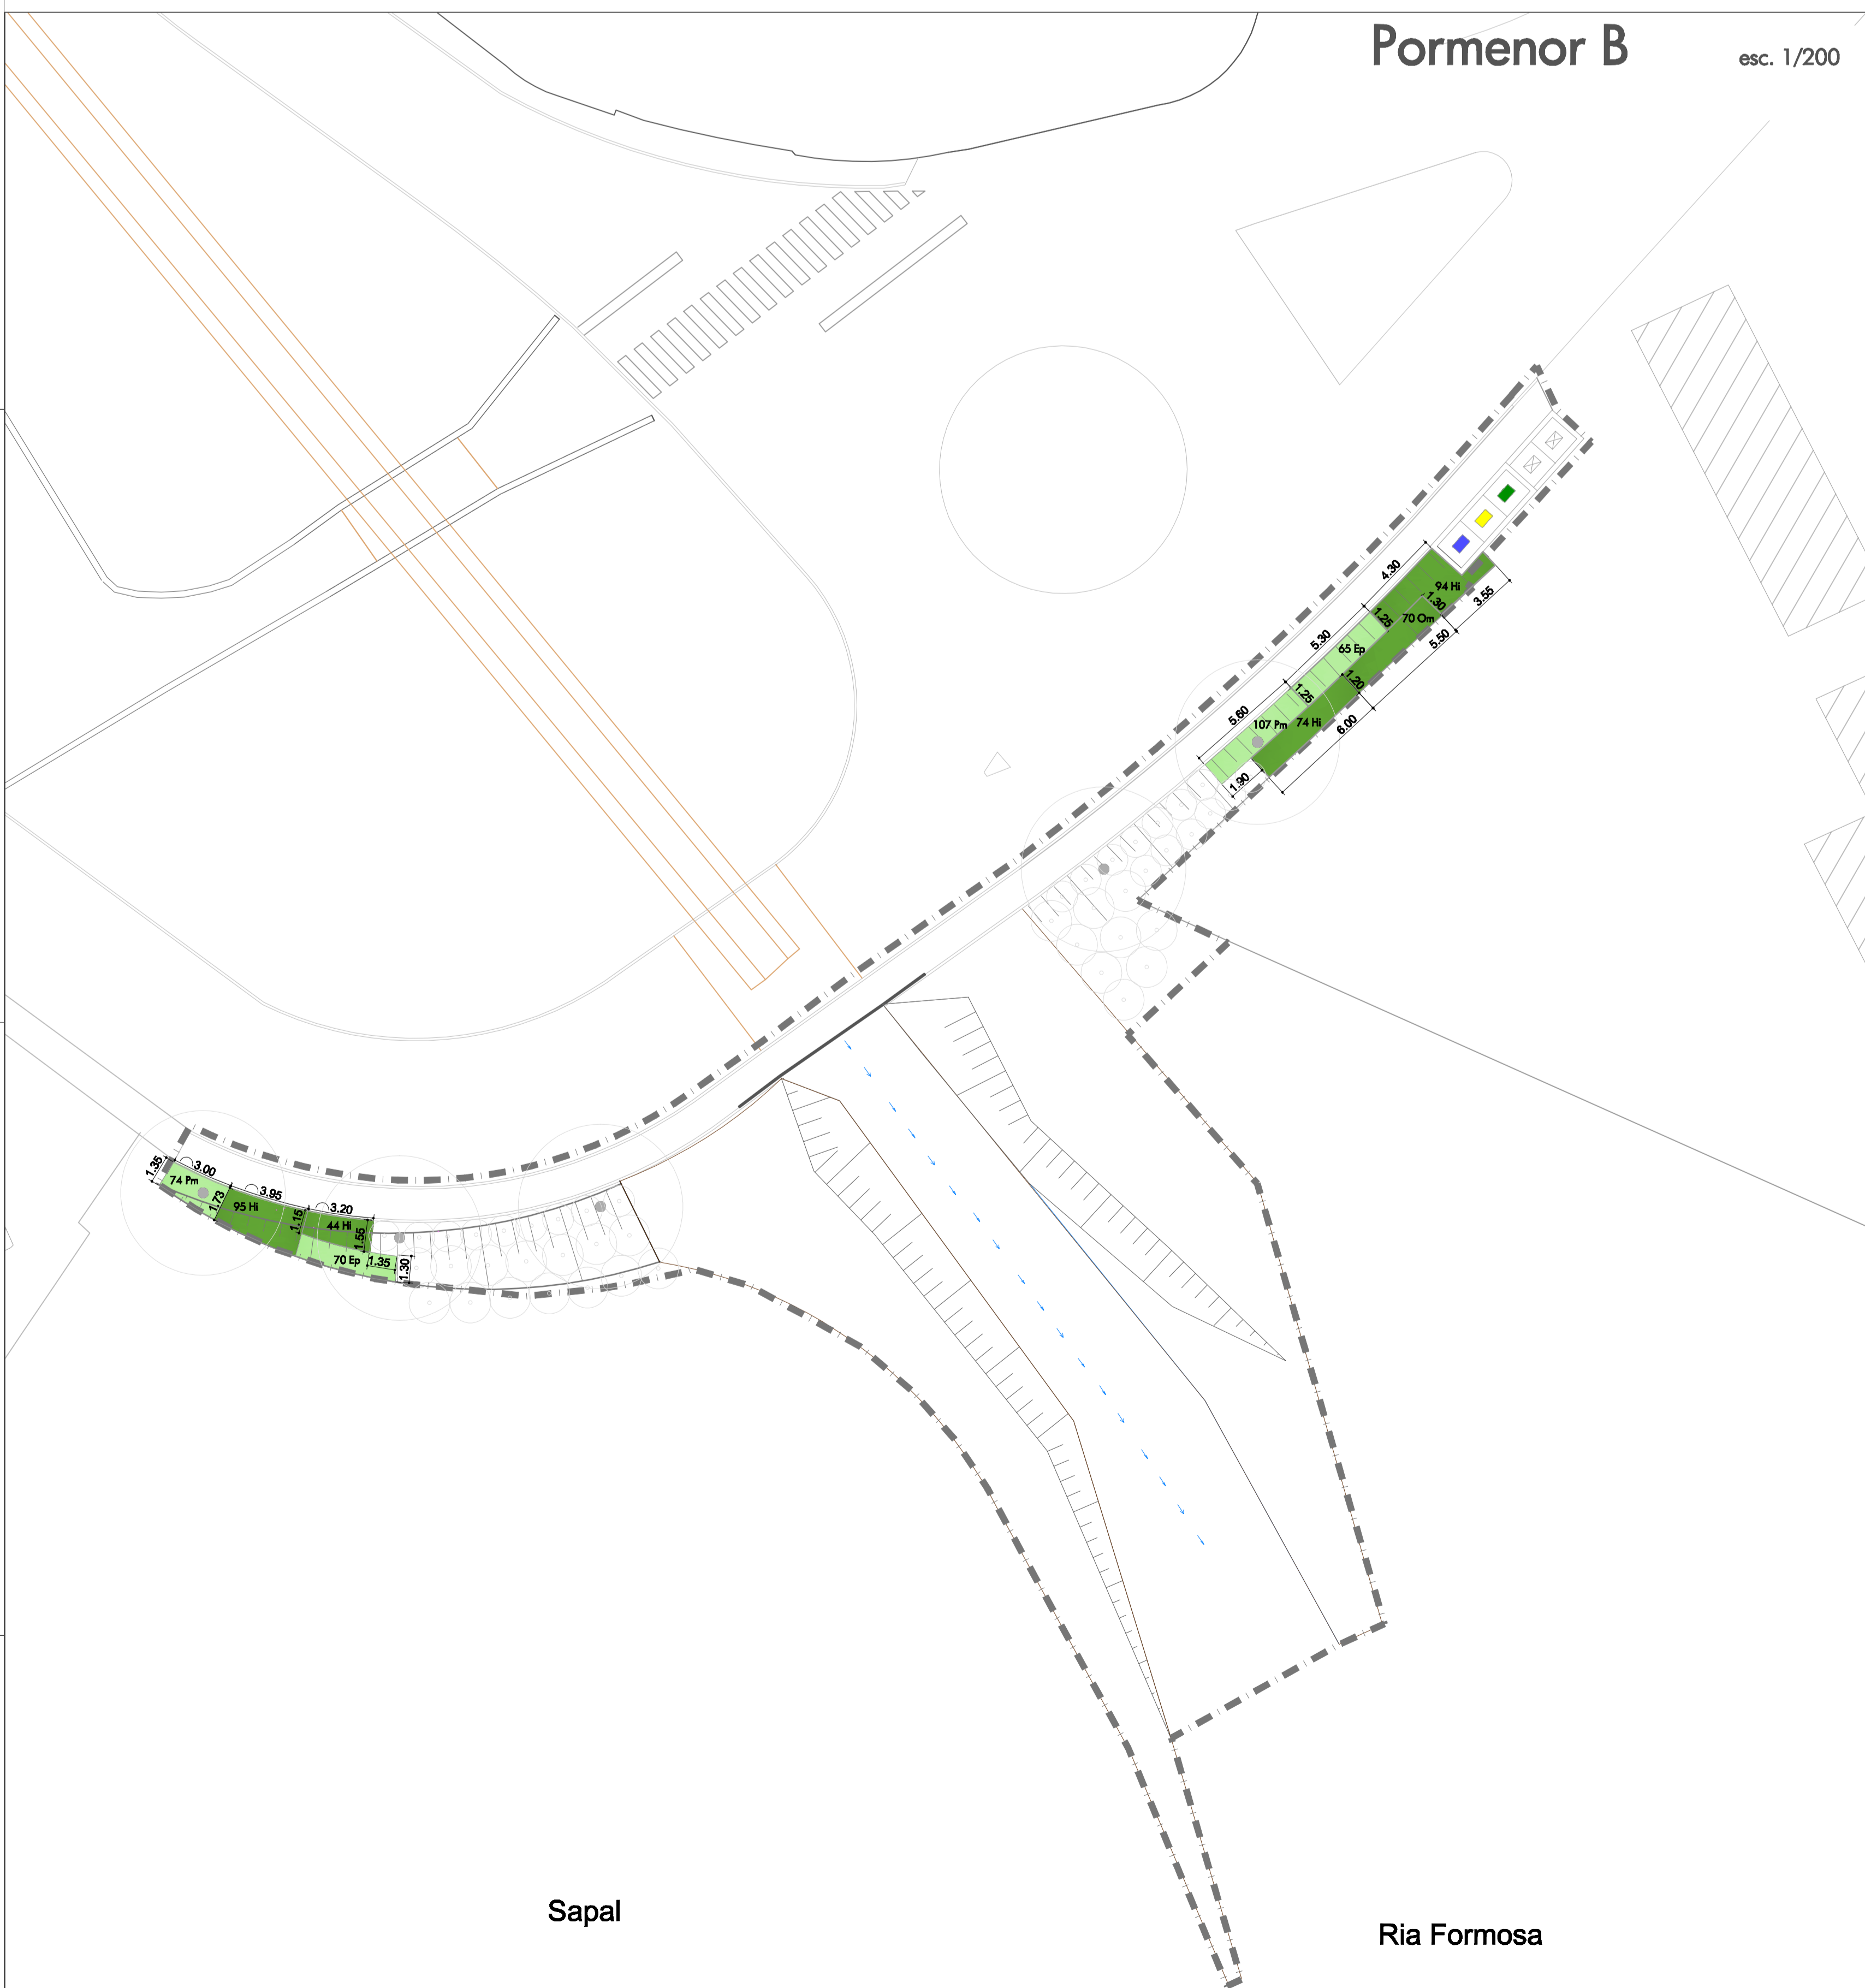 Pormenor B
esc. 1/200
4.30
94 Hi
3.55
1.30
1.25
70 Om
5.30
5.50
65 Ep
1.20
1.25
5.60
107 Pm
74 Hi
6.00
1.90
1.35
3.00
74 Pm
3.95
1.73
95 Hi
3.20
1.15
44 Hi
1.55
70 Ep
1.35
1.30
Sapal
Ria Formosa